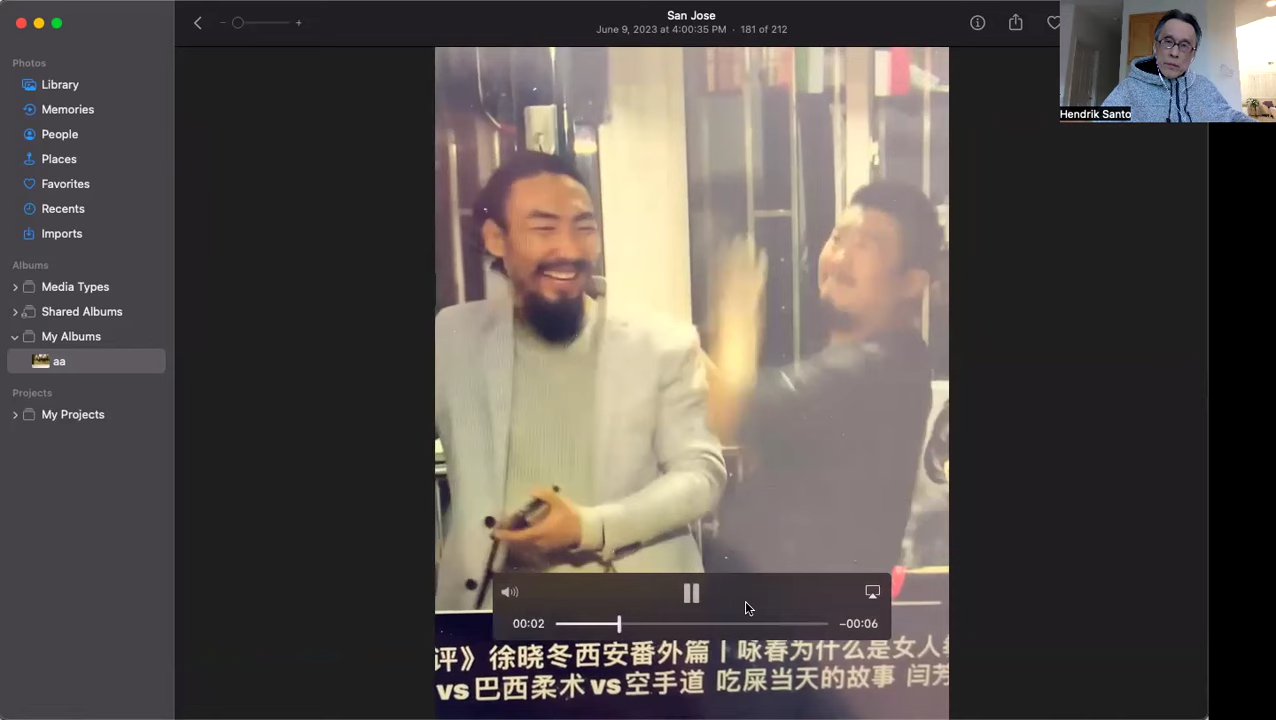 San Jose
June 9, 2023 at 4:00:35 PM · 181 of 212
Photos
Library
Memories
People
Places
Favorites
Recents
Imports
Albums
Media Types
Shared Albums
My Albums
aa
Projects
My Projects
Hendrik Santo
00:02
-00:06
评》徐晓冬西安番外篇 | 咏春为什么是女人
vs巴西柔术vs空手道 吃屎当天的故事 闫芳